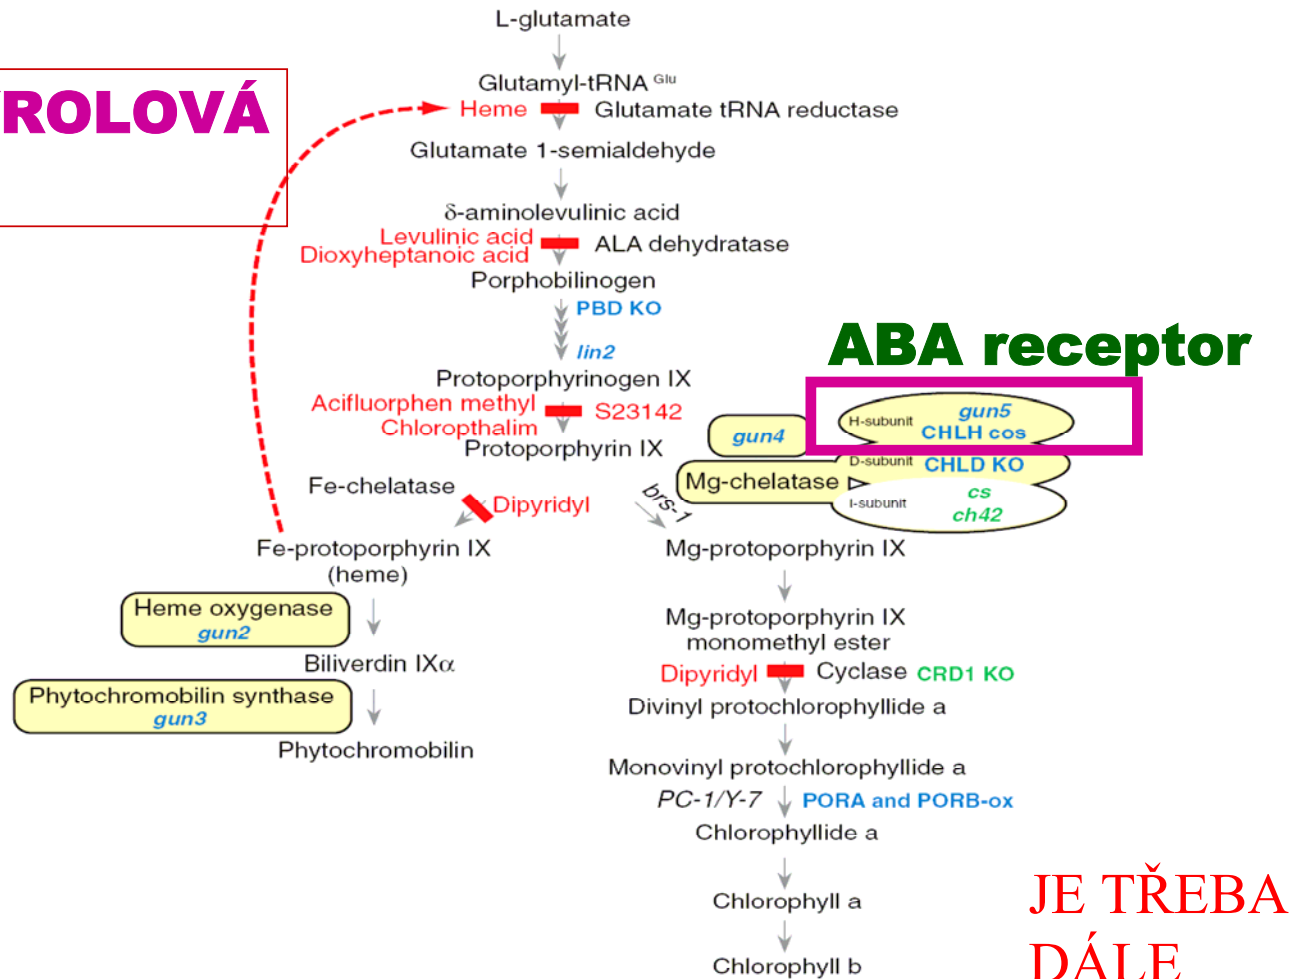 L-glutamate
Glutamyl-tRNA Glu
ROLOVÁ
Heme Glutamate tRNA reductase
Glutamate 1-semialdehyde
δ-aminolevulinic acid
Levulinic acid
Dioxyheptanoic acid
ALA dehydratase
Porphobilinogen
PBD KO
lin2
Protoporphyrinogen IX
Acifluorphen methyl
Chloropthalim
S23142
Protoporphyrin IX
ABA receptor
gun4
H-subunit gun5
CHLH cos
Mg-chelatase
D-subunit CHLD KO
I-subunit cs
ch42
Fe-chelatase
Dipyridyl
brs-1
Fe-protoporphyrin IX
(heme)
Heme oxygenase
gun2
Biliverdin IXα
Phytochromobilin synthase
gun3
Phytochromobilin
Mg-protoporphyrin IX
Mg-protoporphyrin IX
monomethyl ester
Dipyridyl Cyclase CRD1 KO
Divinyl protochlorophyllide a
Monovinyl protochlorophyllide a
PC-1/Y-7 PORA and PORB-ox
Chlorophyllide a
Chlorophyll a
Chlorophyll b
JE TŘEBA
DÁLE